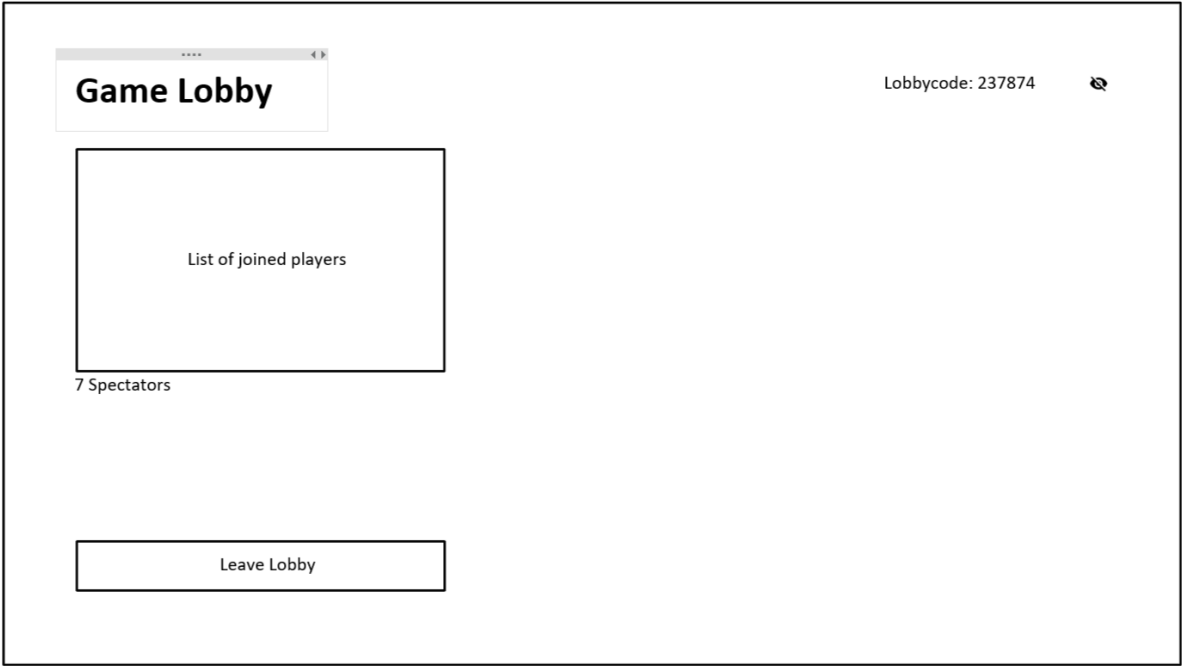 Game Lobby
Lobbycode: 237874
List of joined players
7 Spectators
Leave Lobby